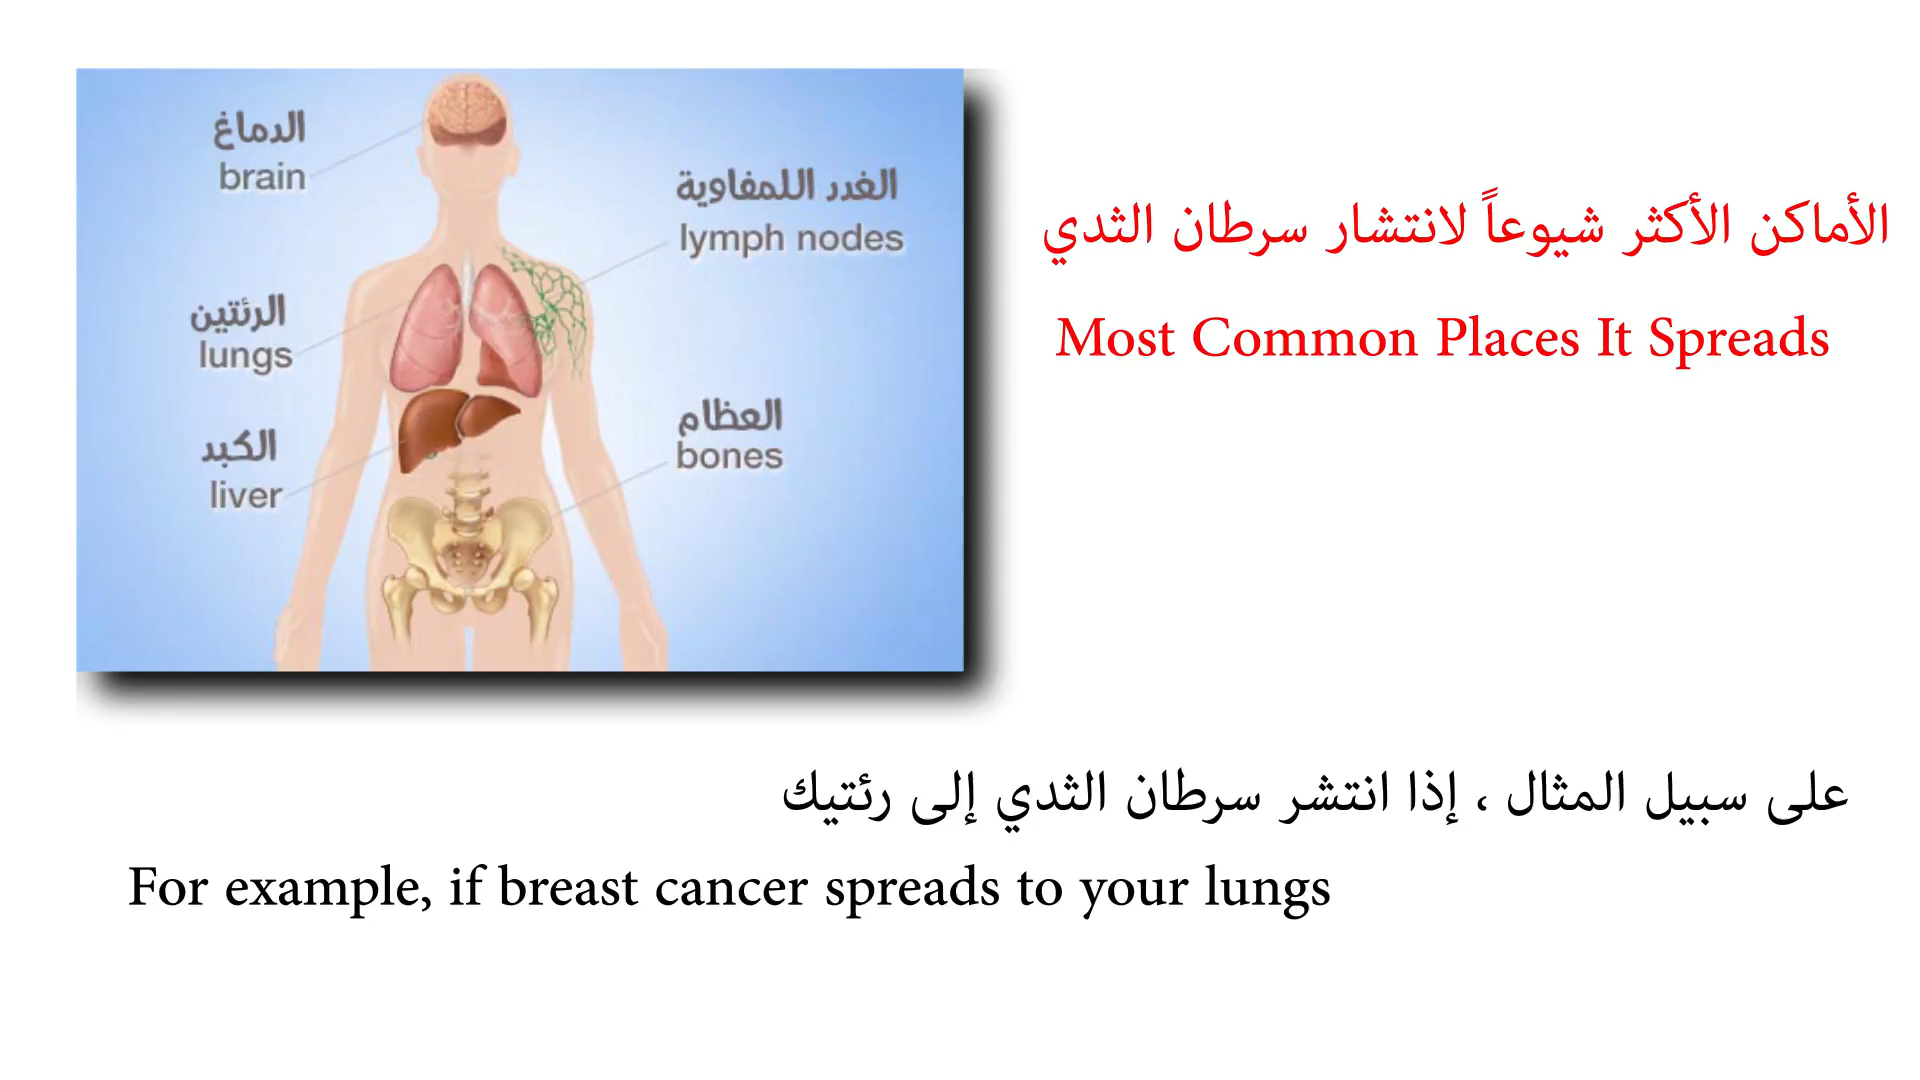 الدماغ
brain
الغدد اللمفاوية
lymph nodes
الرئتين
lungs
العظام
bones
الكبد
liver
الأماكن الأكثر شيوعاً لانتشار سرطان الثدي
Most Common Places It Spreads
على سبيل المثال ، إذا انتشر سرطان الثدي إلى رئتيك
For example, if breast cancer spreads to your lungs